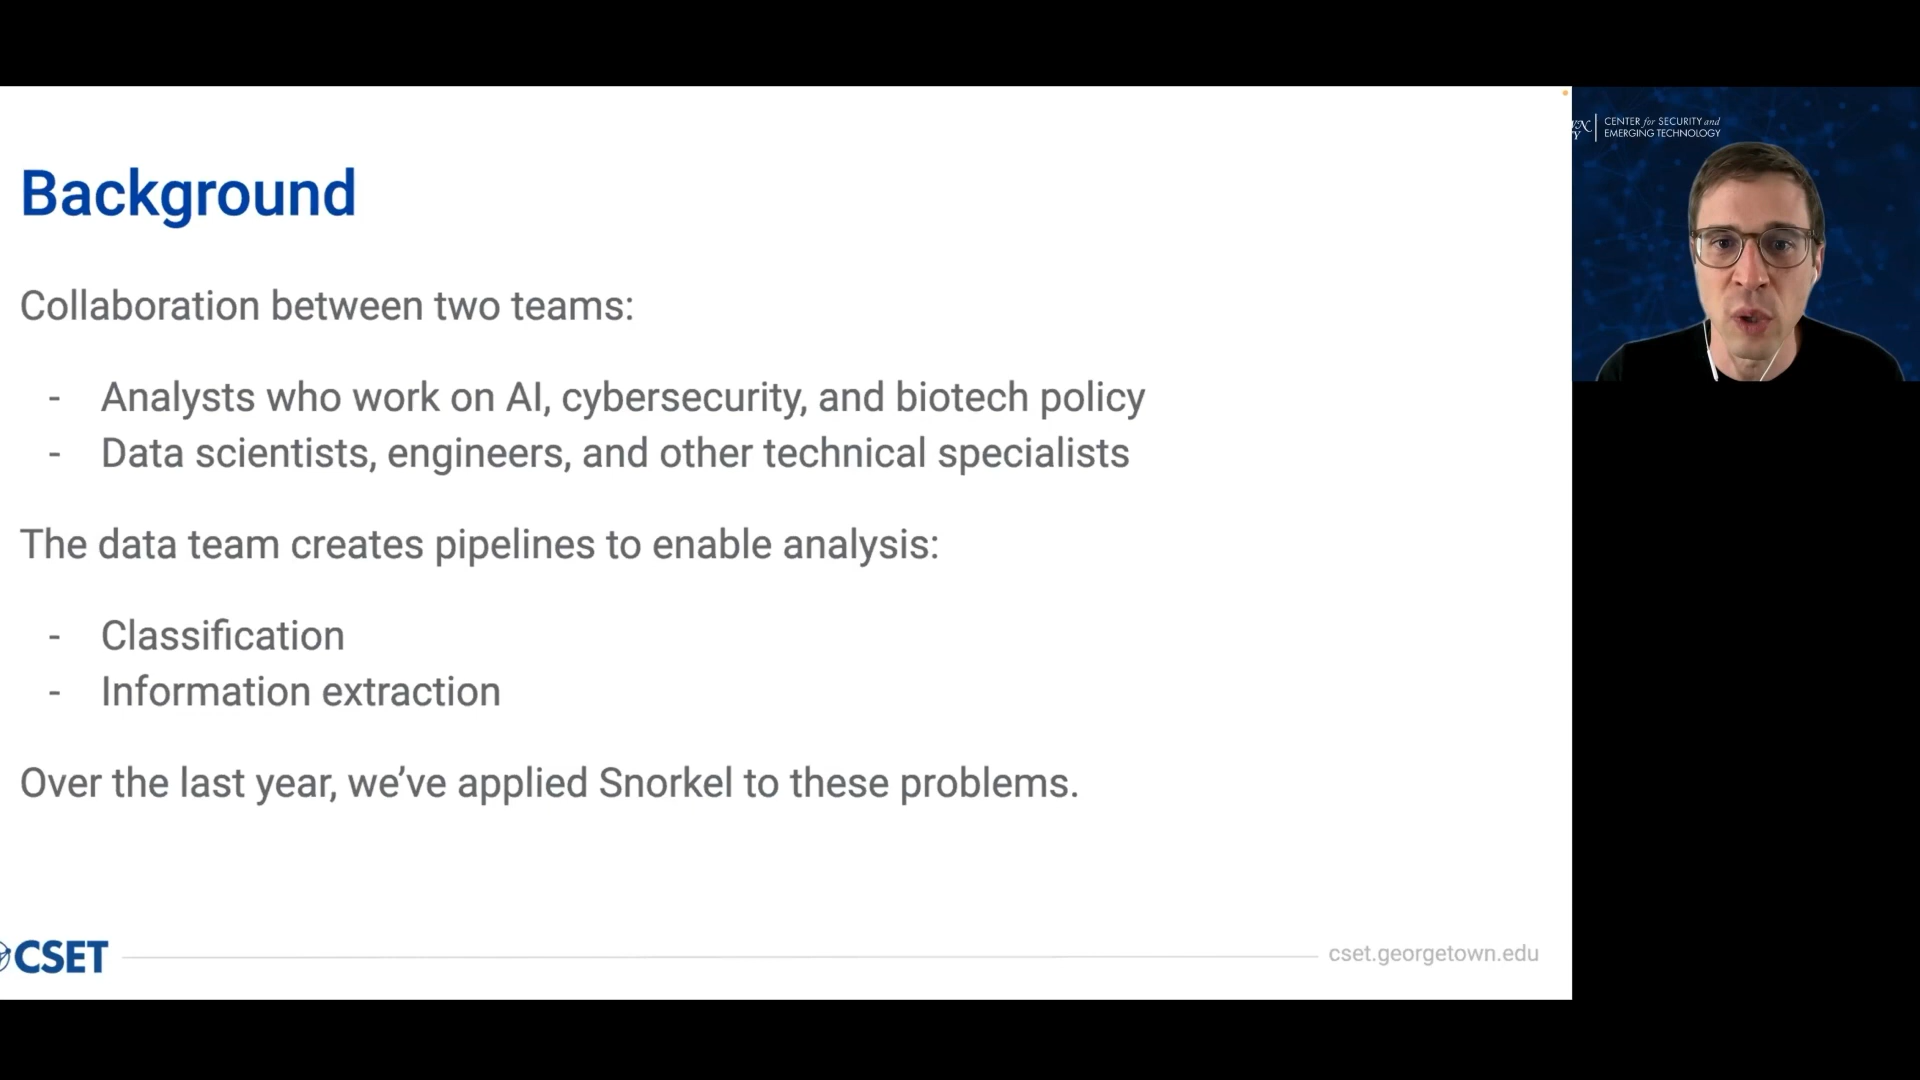 Background
Collaboration between two teams:
- Analysts who work on AI, cybersecurity, and biotech policy
- Data scientists, engineers, and other technical specialists
The data team creates pipelines to enable analysis:
- Classification
- Information extraction
Over the last year, we’ve applied Snorkel to these problems.
CSET
cset.georgetown.edu
CENTER for SECURITY and
EMERGING TECHNOLOGY